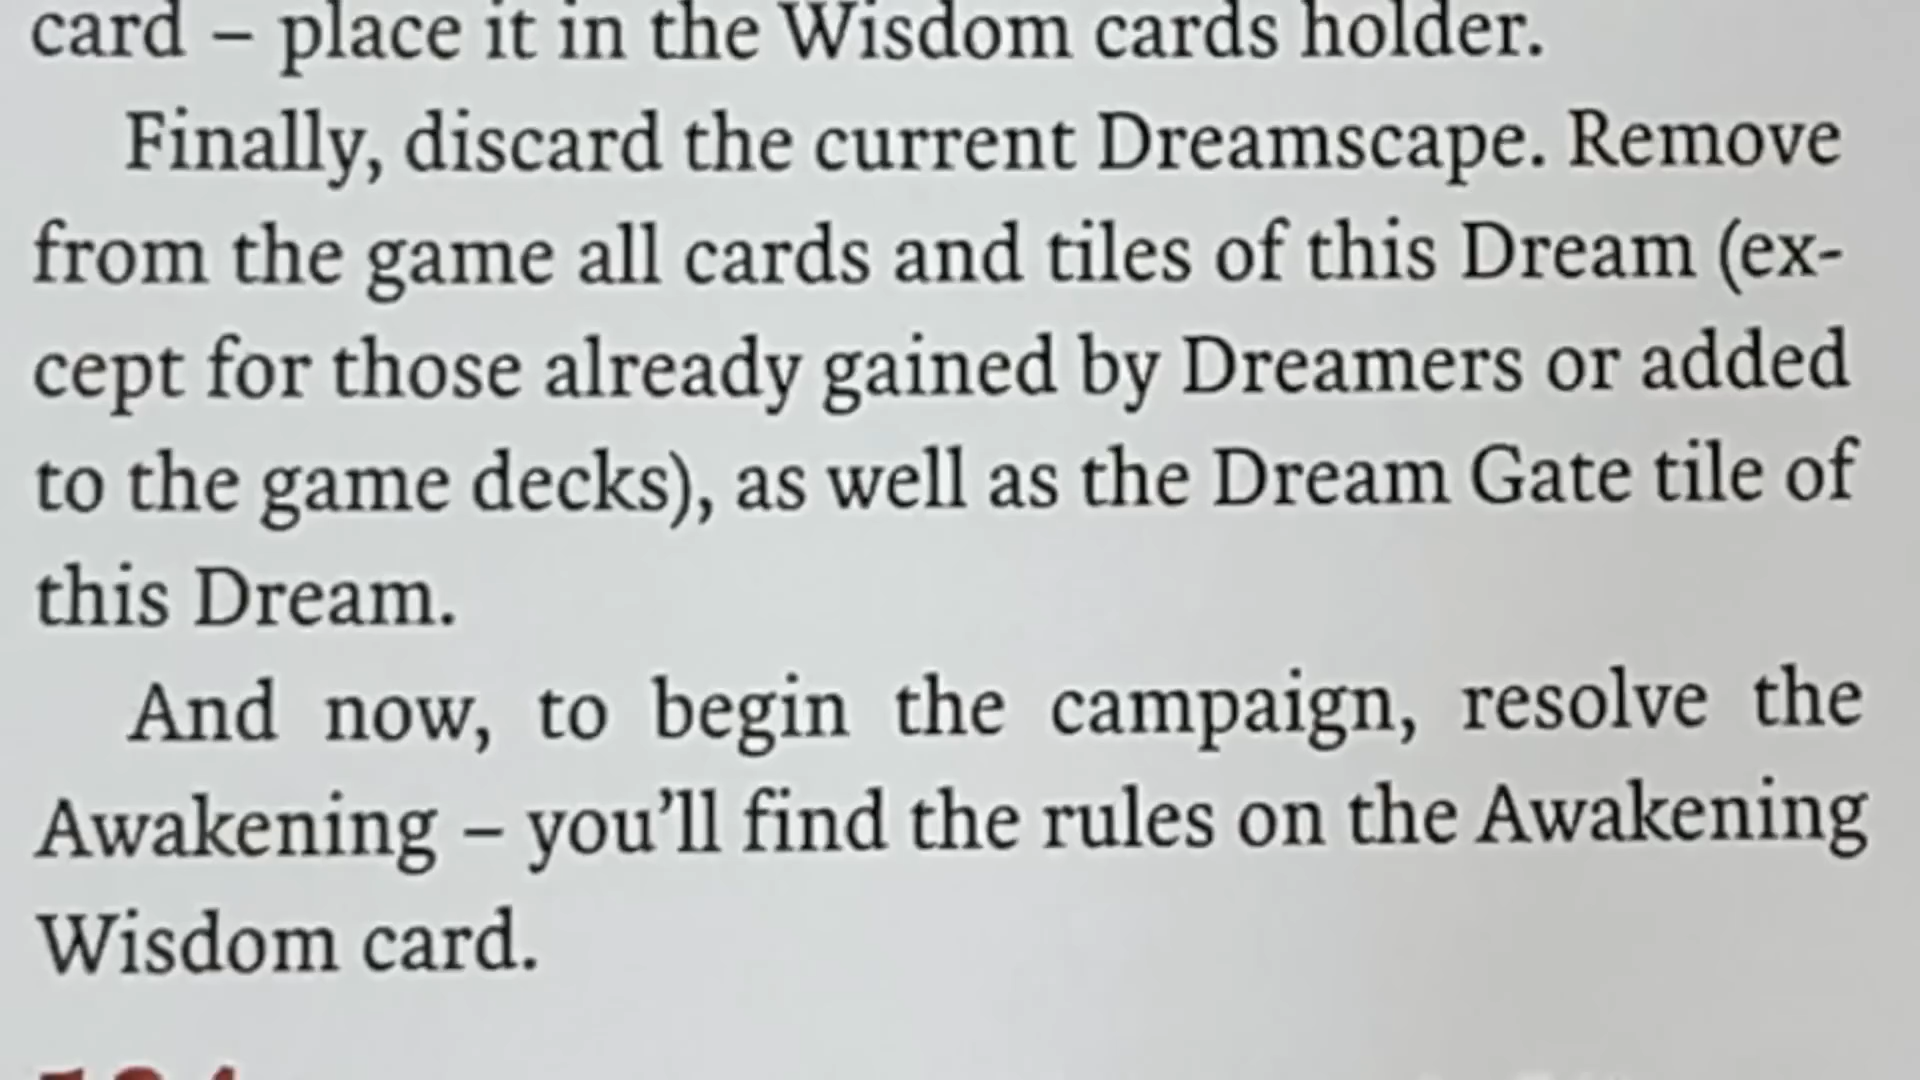 card – place it in the Wisdom cards holder.
Finally, discard the current Dreamscape. Remove
from the game all cards and tiles of this Dream (ex-
cept for those already gained by Dreamers or added
to the game decks), as well as the Dream Gate tile of
this Dream.
And now, to begin the campaign, resolve the
Awakening – you’ll find the rules on the Awakening
Wisdom card.